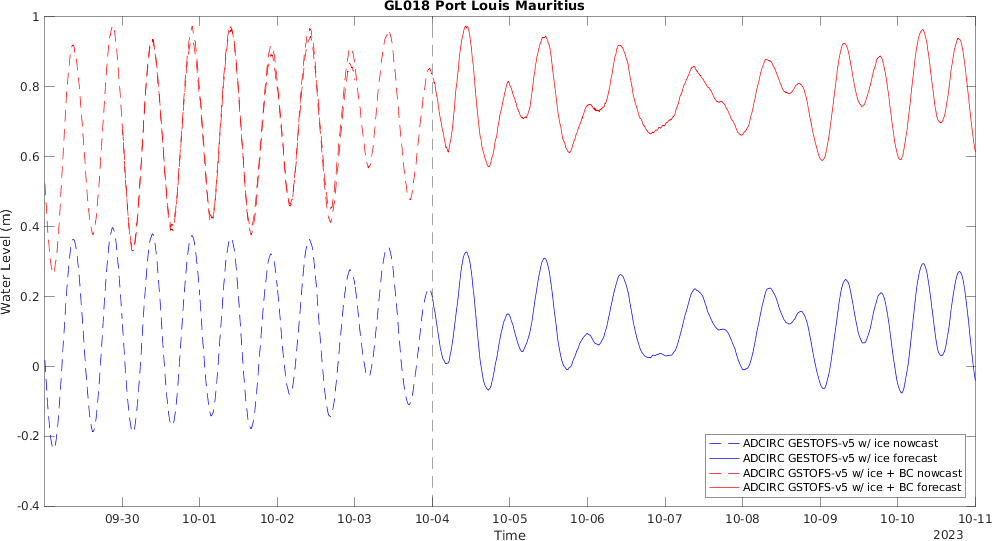 GL018 Port Louis Mauritius
Water Level (m)
1
0.8
0.6
0.4
0.2
0
-0.2
-0.4
ADCIRC GESTOFS-v5 w/ ice nowcast
ADCIRC GESTOFS-v5 w/ ice forecast
ADCIRC GSTOFS-v5 w/ ice + BC nowcast
ADCIRC GSTOFS-v5 w/ ice + BC forecast
09-30 10-01 10-02 10-03 10-04 10-05 10-06 10-07 10-08 10-09 10-10 10-11
Time
2023